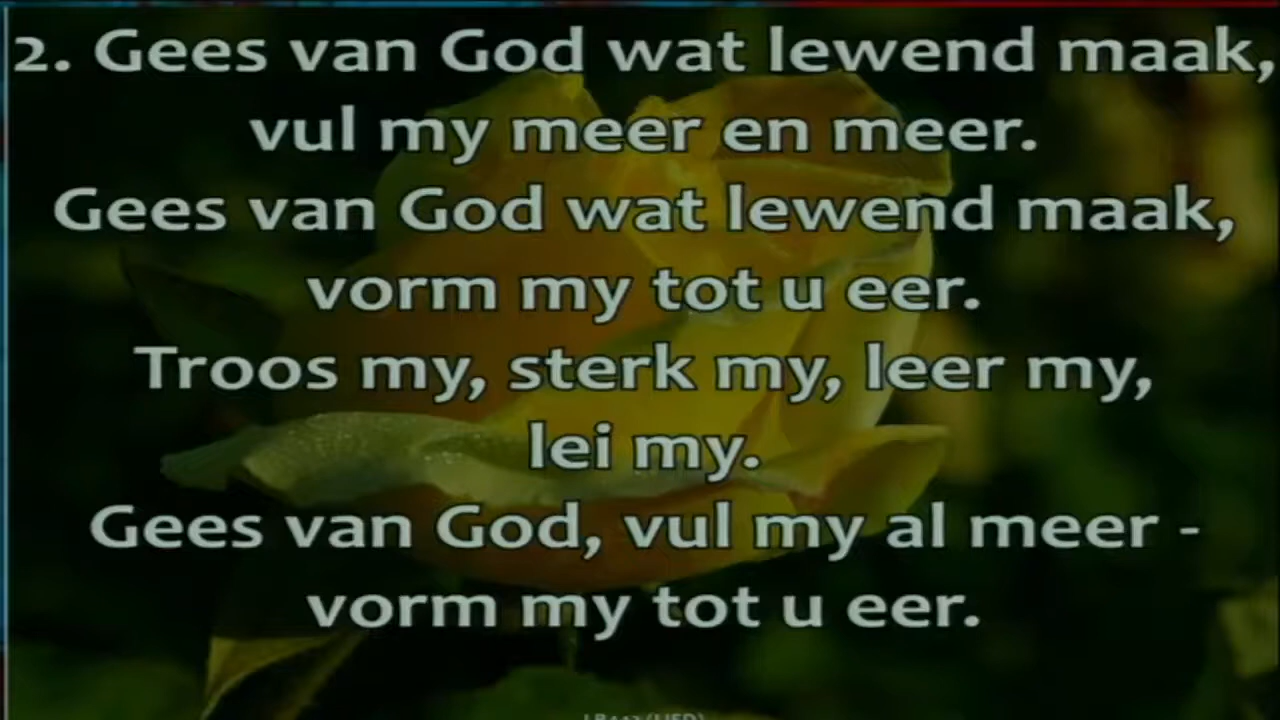 2. Gees van God wat lewend maak,
vul my meer en meer.
Gees van God wat lewend maak,
vorm my tot u eer.
Troos my, sterk my, leer my,
lei my.
Gees van God, vul my al meer -
vorm my tot u eer.